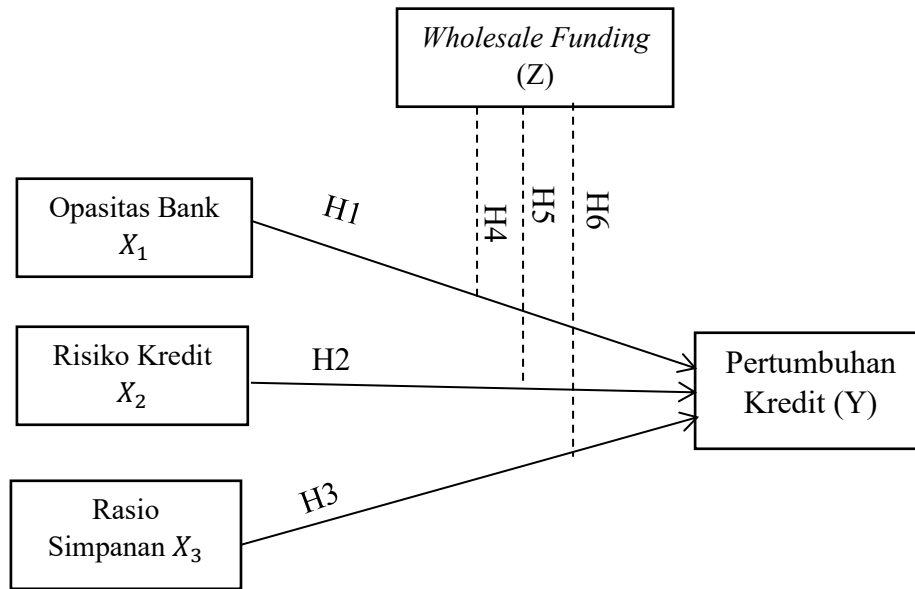 Wholesale Funding
(Z)
Opasitas Bank
X₁
H1
H4
H5
H6
Risiko Kredit
X₂
H2
Pertumbuhan
Kredit (Y)
Rasio
Simpanan X₃
H3